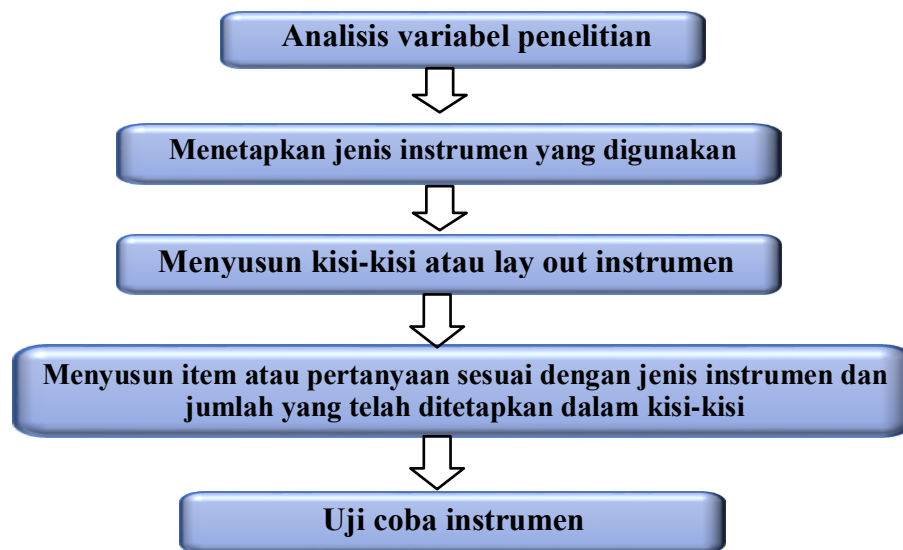 Analisis variabel penelitian
Menetapkan jenis instrumen yang digunakan
Menyusun kisi-kisi atau lay out instrumen
Menyusun item atau pertanyaan sesuai dengan jenis instrumen dan
jumlah yang telah ditetapkan dalam kisi-kisi
Uji coba instrumen